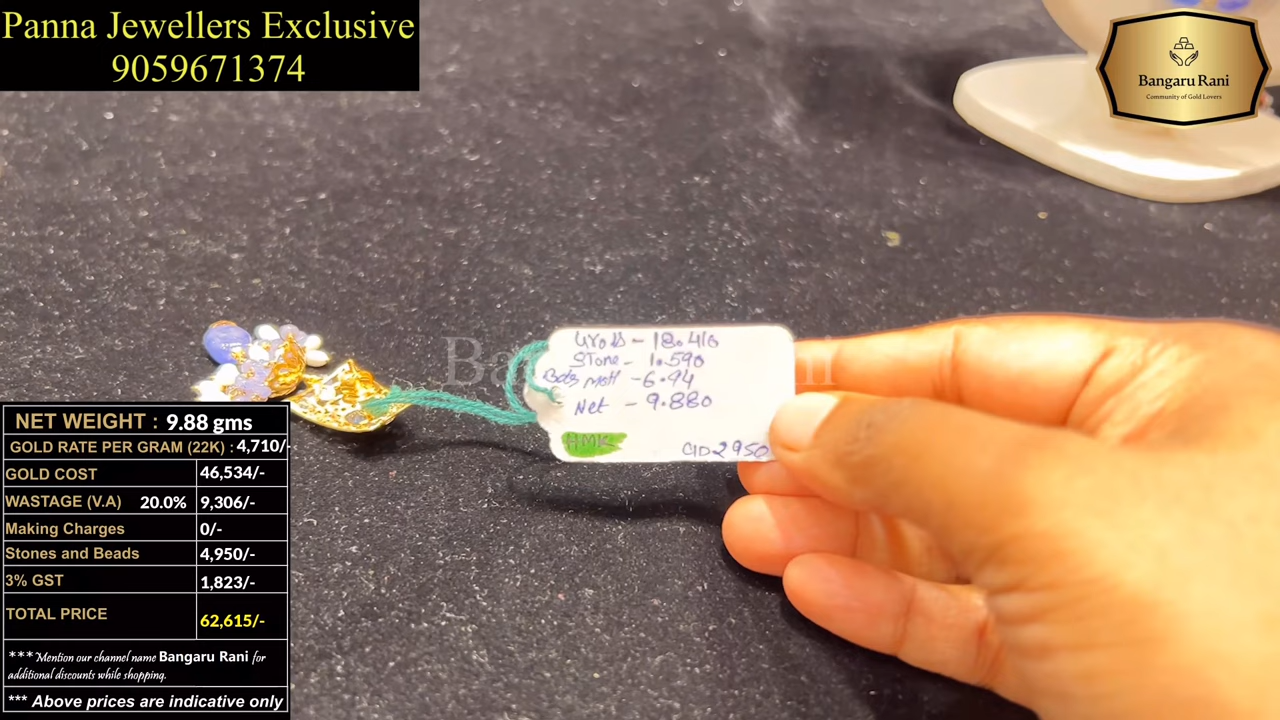 Panna Jewellers Exclusive
9059671374
Bangaru Rani
Community of Gold Lovers
Gross - 18.410
Stone - 1.590
Bds Mott - 6.94
Net - 9.880
HMK
CID2950
NET WEIGHT : 9.88 gms
GOLD RATE PER GRAM (22K) : 4,710/-
GOLD COST 46,534/-
WASTAGE (V.A) 20.0% 9,306/-
Making Charges 0/-
Stones and Beads 4,950/-
3% GST 1,823/-
TOTAL PRICE 62,615/-
*** Mention our channel name Bangaru Rani for
additional discounts while shopping.
*** Above prices are indicative only